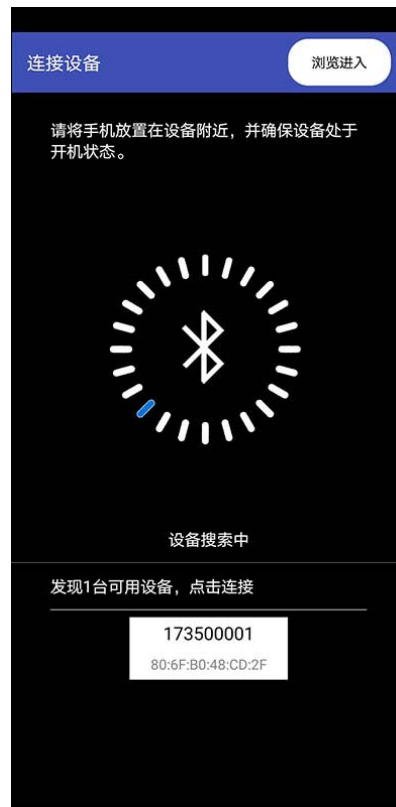 连接设备
浏览进入
请将手机放置在设备附近，并确保设备处于
开机状态。
设备搜索中
发现1台可用设备，点击连接
173500001
80:6F:B0:48:CD:2F